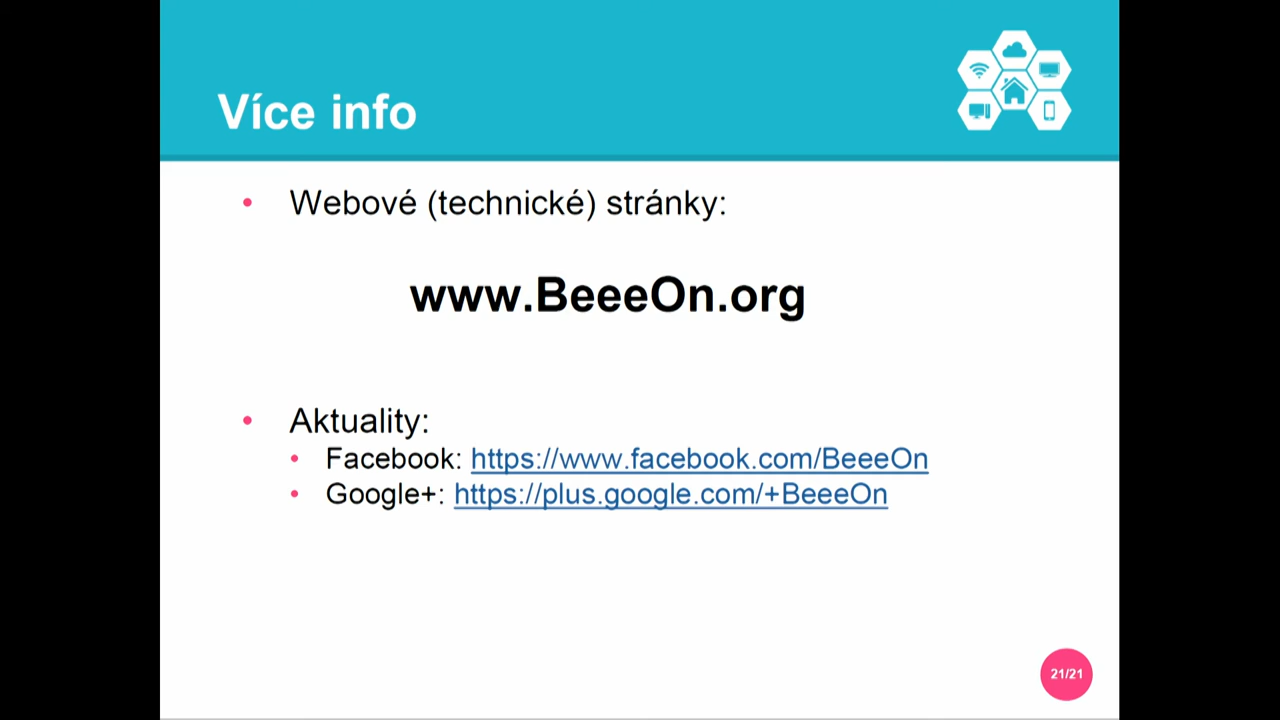 Více info
• Webové (technické) stránky:
www.BeeeOn.org
• Aktuality:
• Facebook: https://www.facebook.com/BeeeOn
• Google+: https://plus.google.com/+BeeeOn
21/21